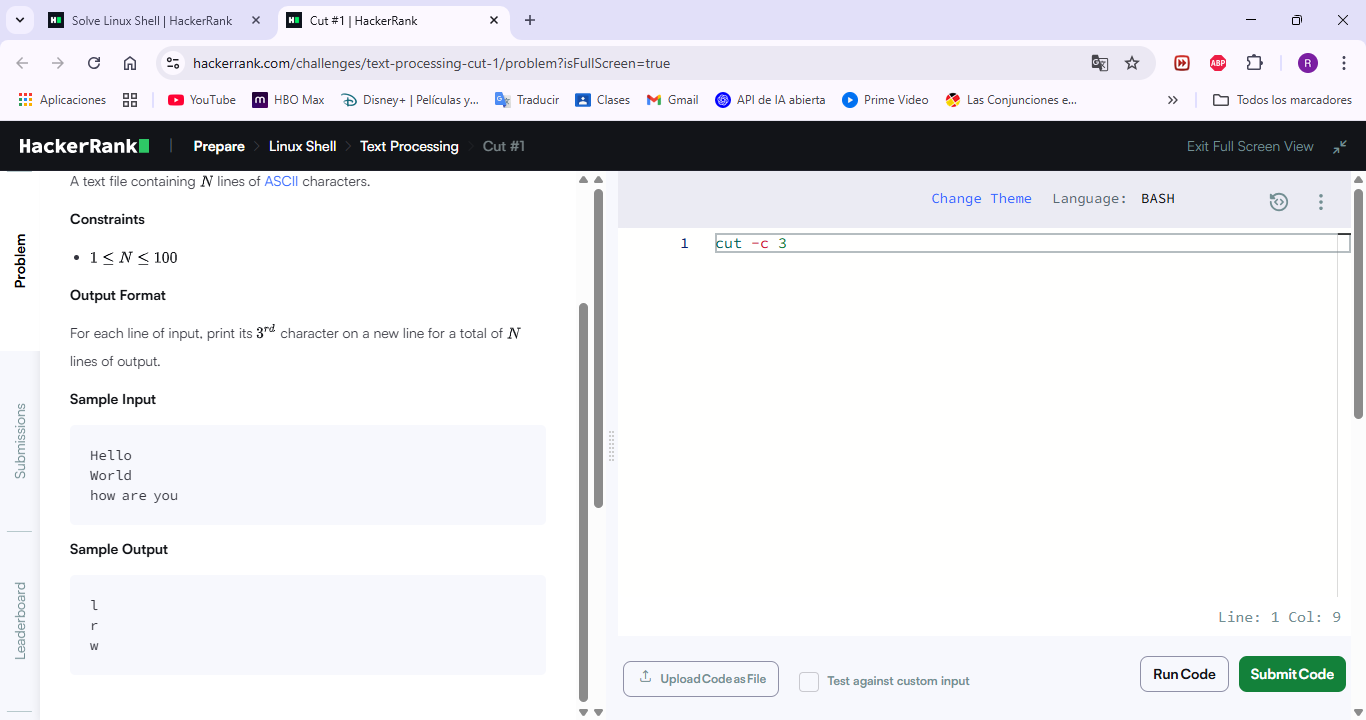 Solve Linux Shell | HackerRank
Cut #1 | HackerRank
hackerrank.com/challenges/text-processing-cut-1/problem?isFullScreen=true
ABP
R
Aplicaciones
YouTube
HBO Max
Disney+ | Películas y...
Traducir
Clases
Gmail
API de IA abierta
Prime Video
Las Conjunciones e...
Todos los marcadores
HackerRank
Prepare
Linux Shell
Text Processing
Cut #1
Exit Full Screen View
Problem
Submissions
Leaderboard
A text file containing N lines of ASCII characters.
Constraints
• 1 ≤ N ≤ 100
Output Format
For each line of input, print its 3rd character on a new line for a total of N
lines of output.
Sample Input
Hello
World
how are you
Sample Output
l
r
w
Change Theme Language: BASH
1 cut -c 3
Line: 1 Col: 9
Upload Code as File
Test against custom input
Run Code
Submit Code